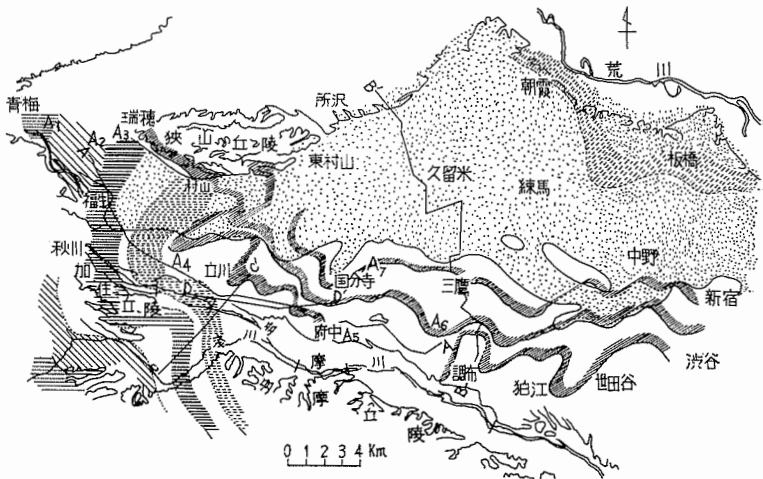 荒川
青梅
A1
瑞穂
A2
A3
狭山丘陵
所沢
朝霞
板橋
東村山
久留米
練馬
村山
福生
秋川
加住丘陵
A4
立川
C
国分寺
A7
D
三鷹
中野
新宿
D
府中
A5
A6
A
多摩川
調布
狛江
世田谷
渋谷
多摩丘陵
C
B
B
0 1 2 3 4 Km